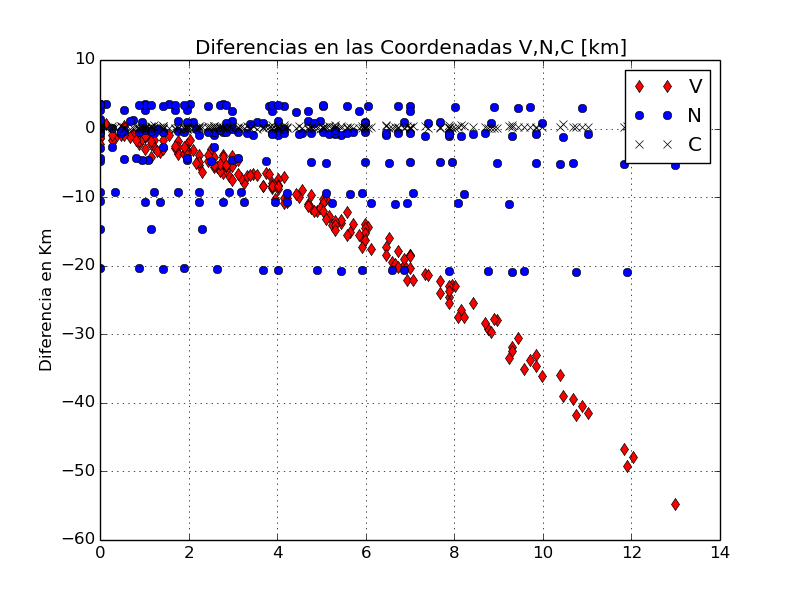 Diferencias en las Coordenadas V,N,C [km]
V
N
C
Diferencia en Km
10
0
−10
−20
−30
−40
−50
−60
0 2 4 6 8 10 12 14